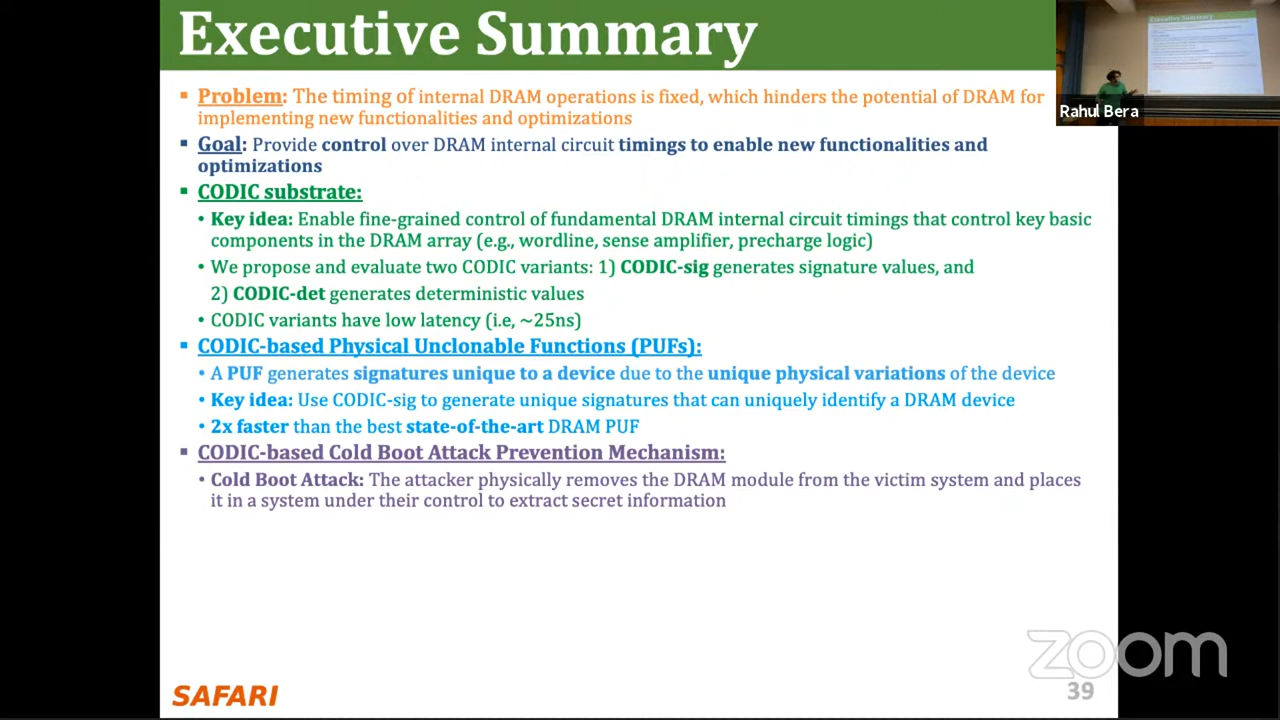 Executive Summary
Rahul Bera
▪ Problem: The timing of internal DRAM operations is fixed, which hinders the potential of DRAM for
implementing new functionalities and optimizations
▪ Goal: Provide control over DRAM internal circuit timings to enable new functionalities and
optimizations
▪ CODIC substrate:
• Key idea: Enable fine-grained control of fundamental DRAM internal circuit timings that control key basic
components in the DRAM array (e.g., wordline, sense amplifier, precharge logic)
• We propose and evaluate two CODIC variants: 1) CODIC-sig generates signature values, and
2) CODIC-det generates deterministic values
• CODIC variants have low latency (i.e, ~25ns)
▪ CODIC-based Physical Unclonable Functions (PUFs):
• A PUF generates signatures unique to a device due to the unique physical variations of the device
• Key idea: Use CODIC-sig to generate unique signatures that can uniquely identify a DRAM device
• 2x faster than the best state-of-the-art DRAM PUF
▪ CODIC-based Cold Boot Attack Prevention Mechanism:
• Cold Boot Attack: The attacker physically removes the DRAM module from the victim system and places
it in a system under their control to extract secret information
zoom
SAFARI
39